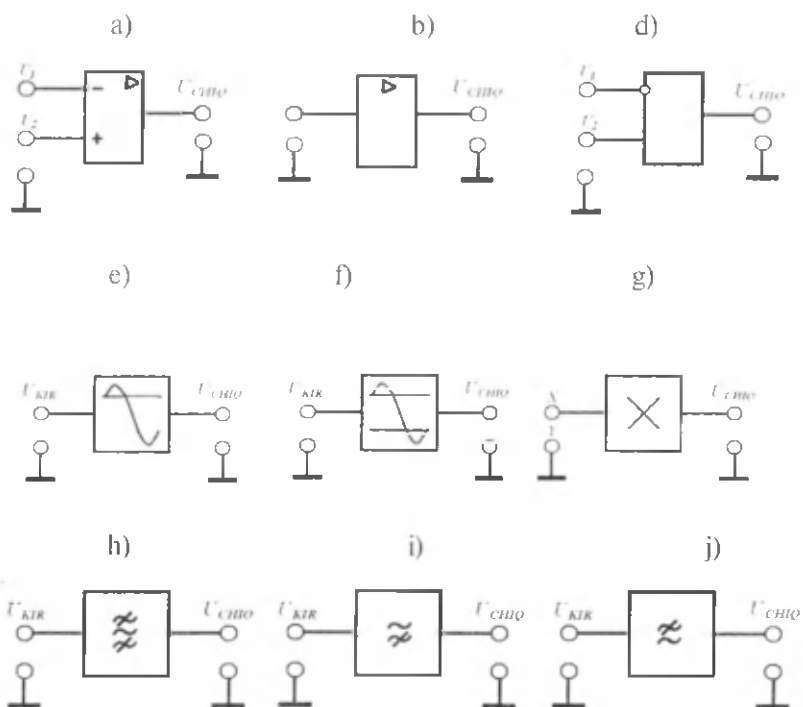 a) b) d)
U1 UCHIQ UCHIQ U1 UCHIQ
−
U2 U2
+
e) f) g)
UKIR UCHIQ UKIR UCHIQ X UCHIQ
Y
h) i) j)
UKIR UCHIQ UKIR UCHIQ UKIR UCHIQ